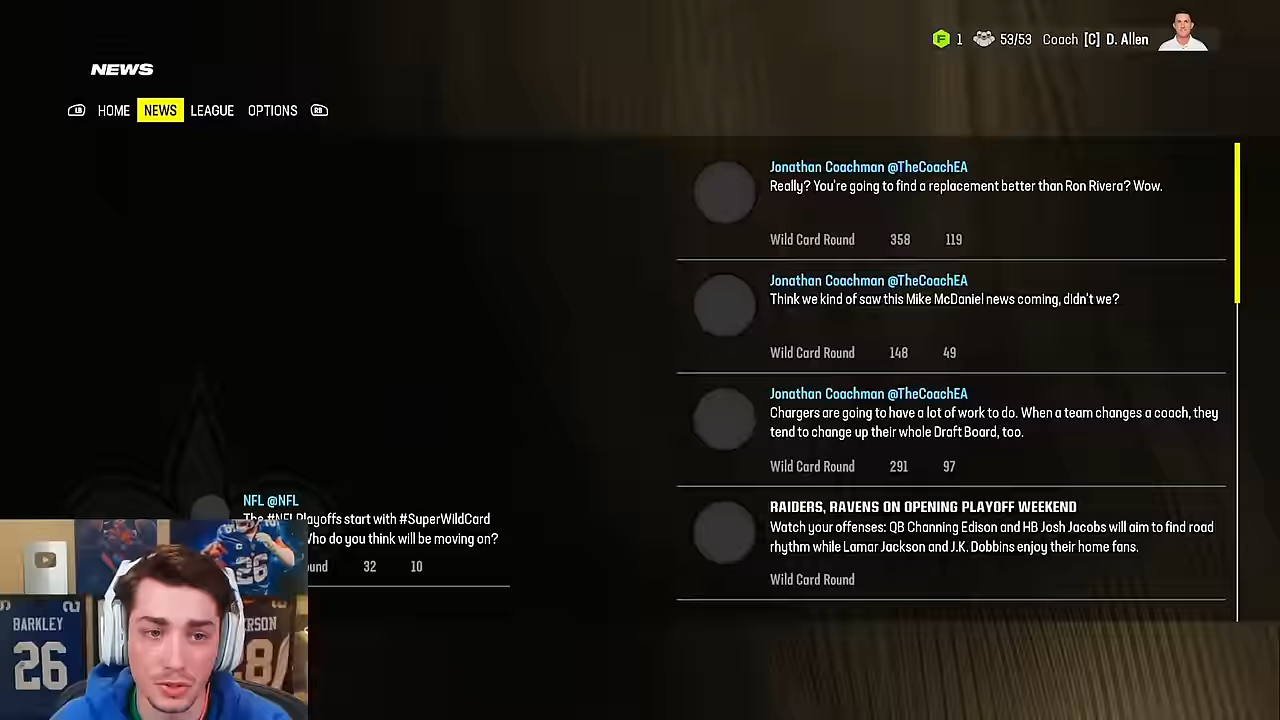 1 53/53 Coach [C] D. Allen
NEWS
LB HOME NEWS LEAGUE OPTIONS RB
Jonathan Coachman @TheCoachEA
Really? You're going to find a replacement better than Ron Rivera? Wow.
Wild Card Round 358 119
Jonathan Coachman @TheCoachEA
Think we kind of saw this Mike McDaniel news coming, didn't we?
Wild Card Round 148 49
Jonathan Coachman @TheCoachEA
Chargers are going to have a lot of work to do. When a team changes a coach, they
tend to change up their whole Draft Board, too.
Wild Card Round 291 97
RAIDERS, RAVENS ON OPENING PLAYOFF WEEKEND
Watch your offenses: QB Channing Edison and HB Josh Jacobs will aim to find road
rhythm while Lamar Jackson and J.K. Dobbins enjoy their home fans.
Wild Card Round
NFL @NFL
The #NFLPlayoffs start with #SuperWildCard
Who do you think will be moving on?
ound 32 10
26
BARKLEY
26
ERSON
8